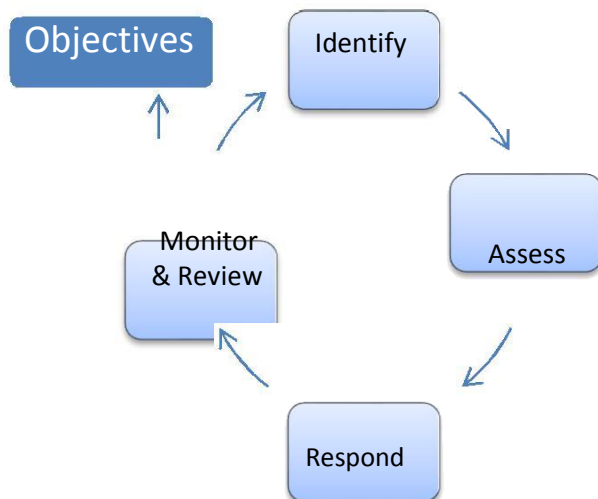 Objectives
Identify
Assess
Respond
Monitor
& Review